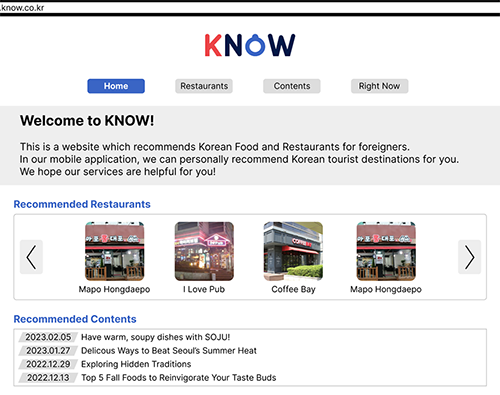 .know.co.kr
KNOW
Home Restaurants Contents Right Now
Welcome to KNOW!
This is a website which recommends Korean Food and Restaurants for foreigners.
In our mobile application, we can personally recommend Korean tourist destinations for you.
We hope our services are helpful for you!
Recommended Restaurants
Mapo Hongdaepo I Love Pub Coffee Bay Mapo Hongdaepo
Recommended Contents
2023.02.05 Have warm, soupy dishes with SOJU!
2023.01.27 Delicous Ways to Beat Seoul's Summer Heat
2022.12.29 Exploring Hidden Traditions
2022.12.13 Top 5 Fall Foods to Reinvigorate Your Taste Buds